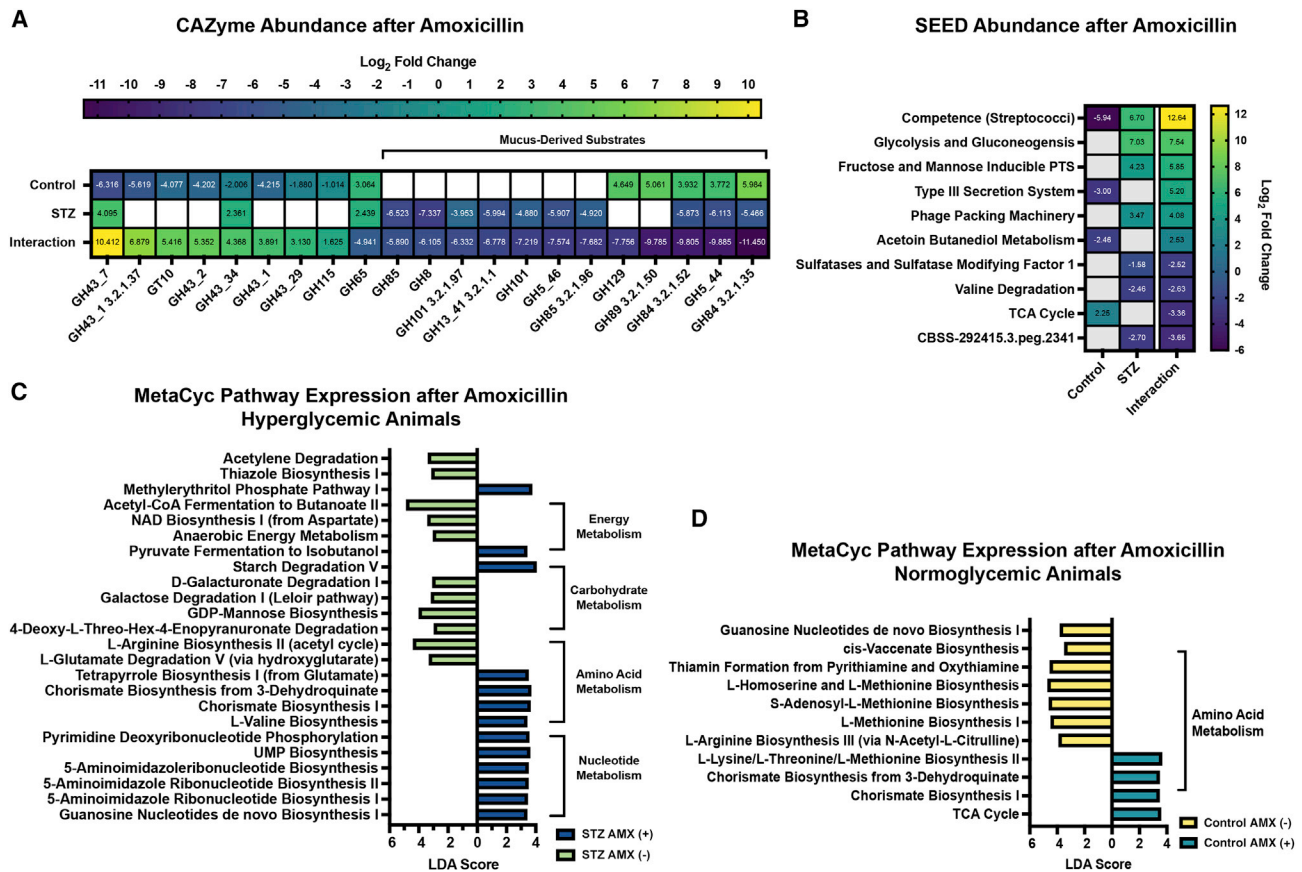 A
CAZyme Abundance after Amoxicillin
Log2 Fold Change
-11 -10 -9 -8 -7 -6 -5 -4 -3 -2 -1 0 1 2 3 4 5 6 7 8 9 10
Mucus-Derived Substrates
Control -6.316 -5.619 -4.077 -4.202 -2.006 -4.215 -1.880 -1.014 3.064 4.649 5.061 3.932 3.772 5.984
STZ 4.095 2.361 2.439 -6.523 -7.337 -3.953 -5.994 -4.880 -5.907 -4.920 -5.873 -6.113 -5.466
Interaction 10.412 6.879 5.416 5.352 4.368 3.891 3.130 1.625 -4.941 -5.890 -6.105 -6.332 -6.778 -7.219 -7.574 -7.682 -7.756 -9.785 -9.805 -9.885 -11.450
GH43_7 GH43_1 3.2.1.37 GT10 GH43_2 GH43_34 GH43_1 GH43_29 GH115 GH65 GH85 GH8 GH101 3.2.1.97 GH13_41 3.2.1.1 GH101 GH5_46 GH85 3.2.1.96 GH129 GH89 3.2.1.50 GH84 3.2.1.52 GH5_44 GH84 3.2.1.35
B
SEED Abundance after Amoxicillin
Competence (Streptococci) -5.94 6.70 12.64
Glycolysis and Gluconeogensis 7.03 7.54
Fructose and Mannose Inducible PTS 4.23 5.85
Type III Secretion System -3.00 5.20
Phage Packing Machinery 3.47 4.08
Acetoin Butanediol Metabolism -2.46 2.63
Sulfatases and Sulfatase Modifying Factor 1 -1.58 -2.52
Valine Degradation -2.46 -2.63
TCA Cycle 2.26 -3.36
CBSS-292415.3.peg.2341 -2.70 -3.65
Control STZ Interaction
12
10
8
6
4
2
0
-2
-4
-6
Log2 Fold Change
C
MetaCyc Pathway Expression after Amoxicillin
Hyperglycemic Animals
Acetylene Degradation
Thiazole Biosynthesis I
Methylerythritol Phosphate Pathway I
Acetyl-CoA Fermentation to Butanoate II
NAD Biosynthesis I (from Aspartate)
Anaerobic Energy Metabolism
Pyruvate Fermentation to Isobutanol
Starch Degradation V
D-Galacturonate Degradation I
Galactose Degradation I (Leloir pathway)
GDP-Mannose Biosynthesis
4-Deoxy-L-Threo-Hex-4-Enopyranuronate Degradation
L-Arginine Biosynthesis II (acetyl cycle)
L-Glutamate Degradation V (via hydroxyglutarate)
Tetrapyrrole Biosynthesis I (from Glutamate)
Chorismate Biosynthesis from 3-Dehydroquinate
Chorismate Biosynthesis I
L-Valine Biosynthesis
Pyrimidine Deoxyribonucleotide Phosphorylation
UMP Biosynthesis
5-Aminoimidazoleribonucleotide Biosynthesis
5-Aminoimidazole Ribonucleotide Biosynthesis II
5-Aminoimidazole Ribonucleotide Biosynthesis I
Guanosine Nucleotides de novo Biosynthesis I
Energy
Metabolism
Carbohydrate
Metabolism
Amino Acid
Metabolism
Nucleotide
Metabolism
6 4 2 0 2 4
LDA Score
STZ AMX (+)
STZ AMX (-)
D
MetaCyc Pathway Expression after Amoxicillin
Normoglycemic Animals
Guanosine Nucleotides de novo Biosynthesis I
cis-Vaccenate Biosynthesis
Thiamin Formation from Pyrithiamine and Oxythiamine
L-Homoserine and L-Methionine Biosynthesis
S-Adenosyl-L-Methionine Biosynthesis
L-Methionine Biosynthesis I
L-Arginine Biosynthesis III (via N-Acetyl-L-Citrulline)
L-Lysine/L-Threonine/L-Methionine Biosynthesis II
Chorismate Biosynthesis from 3-Dehydroquinate
Chorismate Biosynthesis I
TCA Cycle
Amino Acid
Metabolism
6 4 2 0 2 4
LDA Score
Control AMX (-)
Control AMX (+)